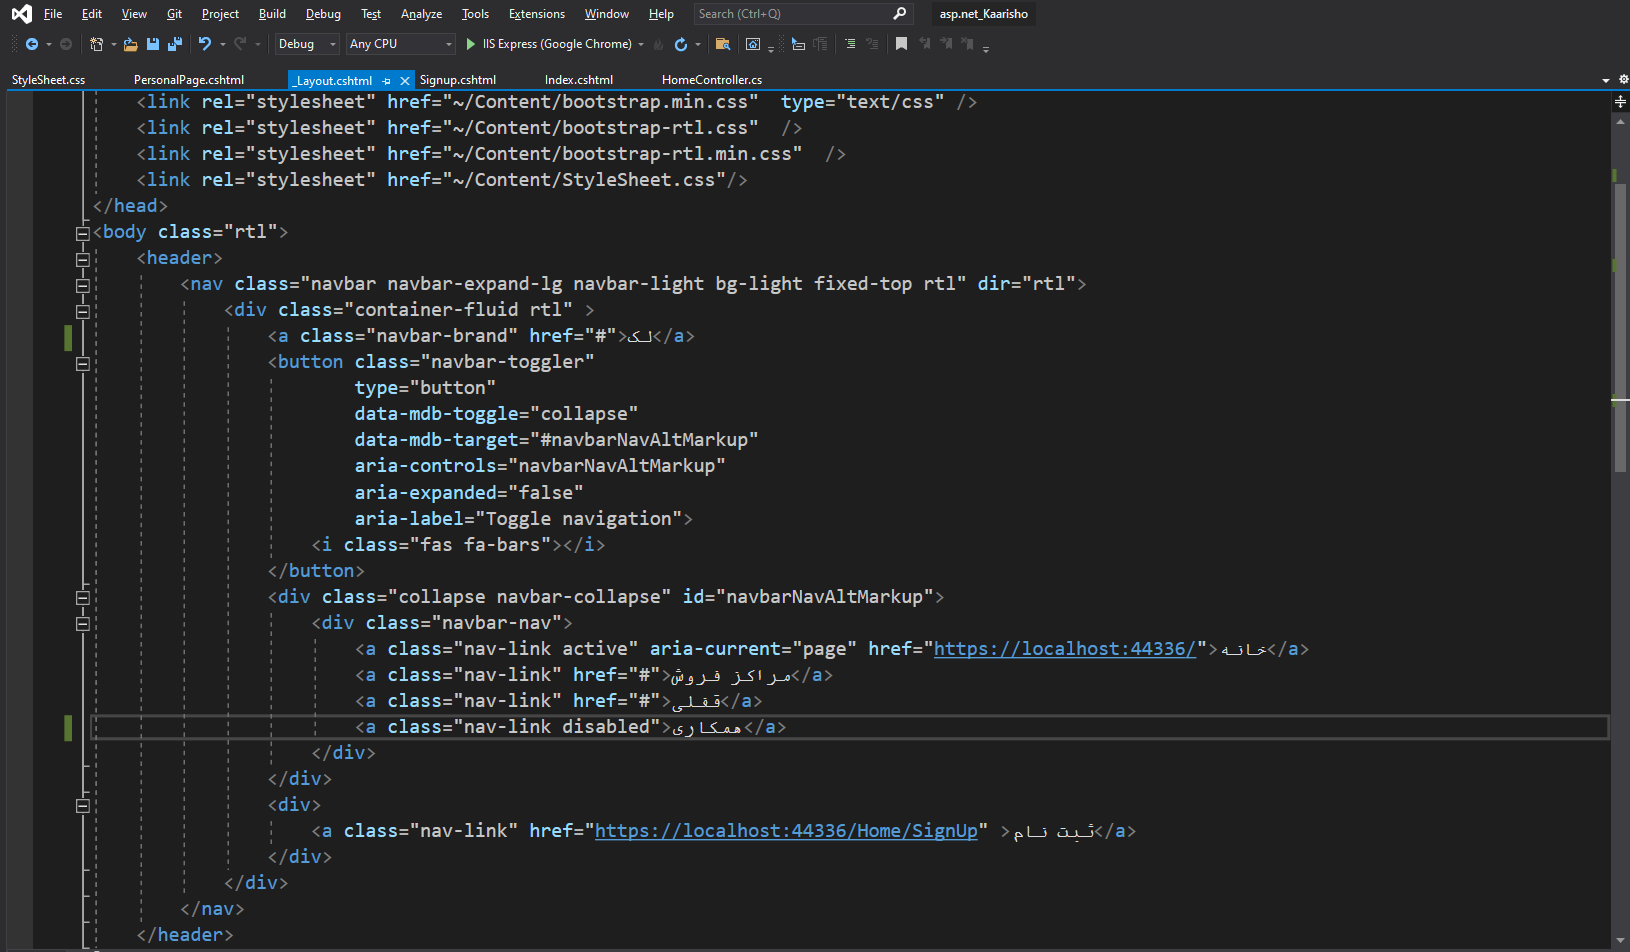 File Edit View Git Project Build Debug Test Analyze Tools Extensions Window Help Search (Ctrl+Q) asp.net_Kaarisho
Debug Any CPU IIS Express (Google Chrome)
StyleSheet.css PersonalPage.cshtml _Layout.cshtml Signup.cshtml Index.cshtml HomeController.cs
<link rel="stylesheet" href="~/Content/bootstrap.min.css"  type="text/css" />
<link rel="stylesheet" href="~/Content/bootstrap-rtl.css"  />
<link rel="stylesheet" href="~/Content/bootstrap-rtl.min.css"  />
<link rel="stylesheet" href="~/Content/StyleSheet.css"/>
</head>
<body class="rtl">
<header>
<nav class="navbar navbar-expand-lg navbar-light bg-light fixed-top rtl" dir="rtl">
<div class="container-fluid rtl" >
<a class="navbar-brand" href="#">لک</a>
<button class="navbar-toggler"
type="button"
data-mdb-toggle="collapse"
data-mdb-target="#navbarNavAltMarkup"
aria-controls="navbarNavAltMarkup"
aria-expanded="false"
aria-label="Toggle navigation">
<i class="fas fa-bars"></i>
</button>
<div class="collapse navbar-collapse" id="navbarNavAltMarkup">
<div class="navbar-nav">
<a class="nav-link active" aria-current="page" href="https://localhost:44336/">خانه</a>
<a class="nav-link" href="#">مراکز فروش</a>
<a class="nav-link" href="#">قفلی</a>
<a class="nav-link disabled">همکاری</a>
</div>
</div>
<div>
<a class="nav-link" href="https://localhost:44336/Home/SignUp" >ثبت نام</a>
</div>
</div>
</nav>
</header>